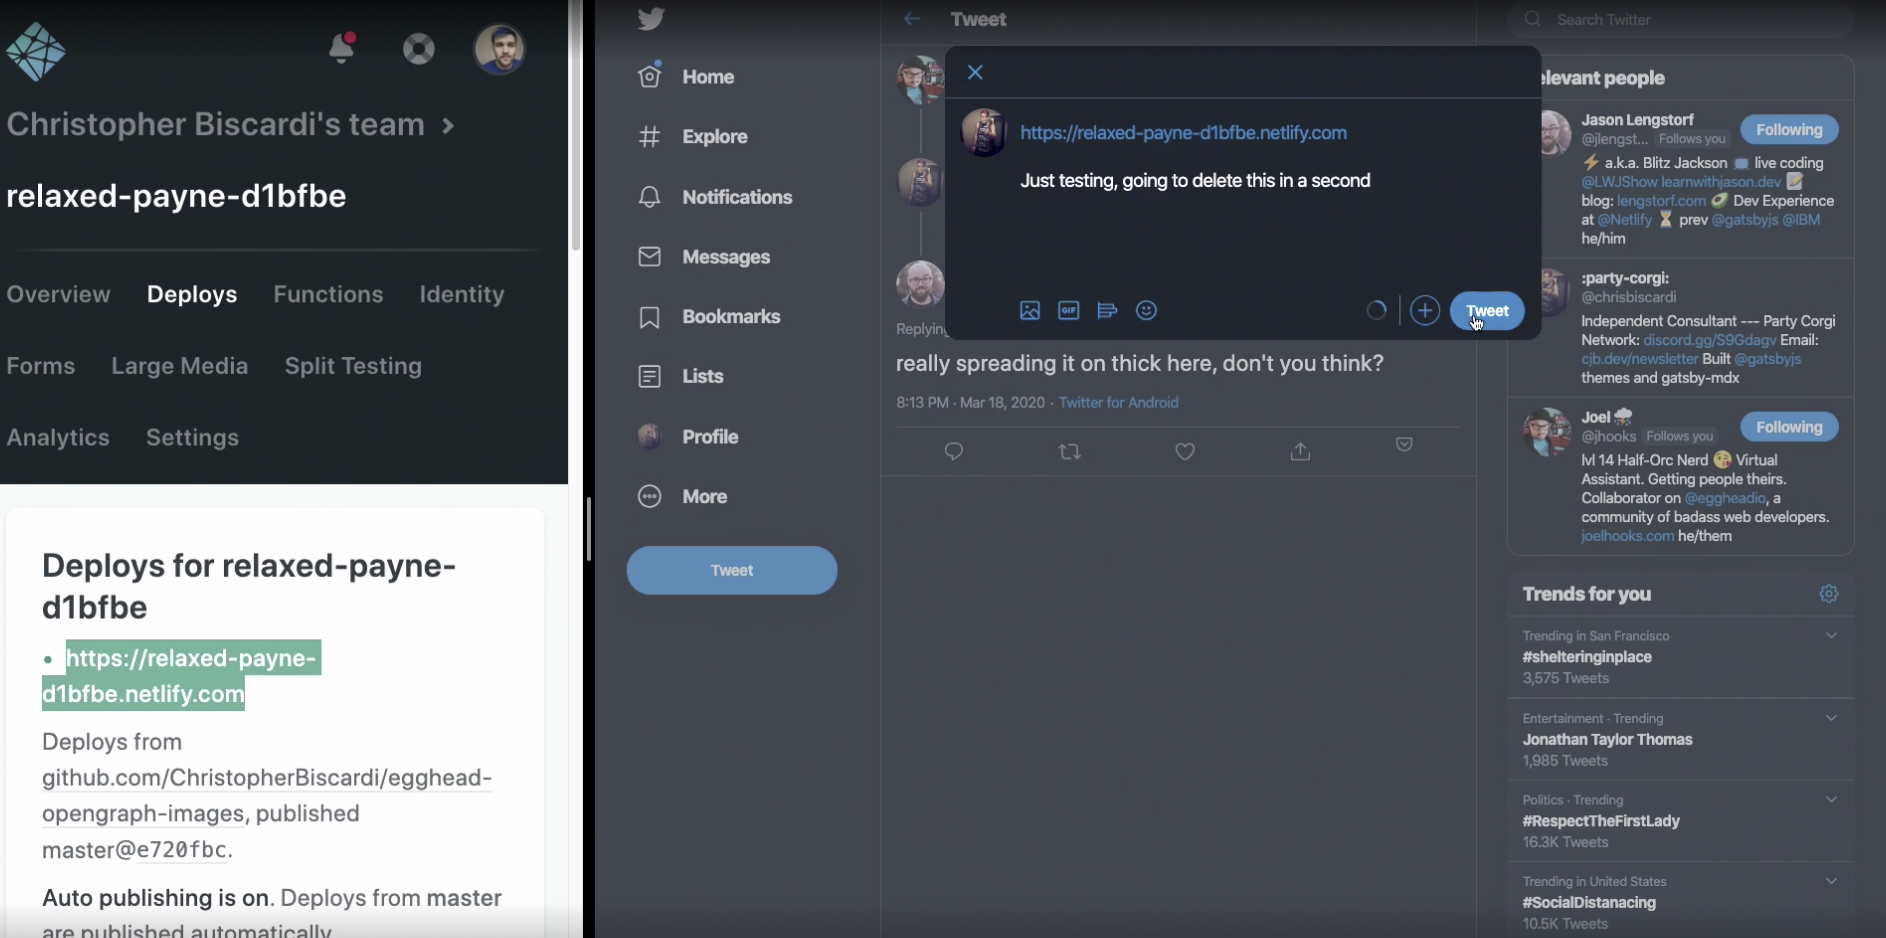 Christopher Biscardi's team >
relaxed-payne-d1bfbe
Overview Deploys Functions Identity
Forms Large Media Split Testing
Analytics Settings
Deploys for relaxed-payne-
d1bfbe
• https://relaxed-payne-
d1bfbe.netlify.com
Deploys from
github.com/ChristopherBiscardi/egghead-
opengraph-images, published
master@e720fbc.
Auto publishing is on. Deploys from master
are published automatically.
Home
Explore
Notifications
Messages
Bookmarks
Lists
Profile
More
Tweet
Tweet
https://relaxed-payne-d1bfbe.netlify.com
Just testing, going to delete this in a second
GIF
Tweet
Replying
really spreading it on thick here, don't you think?
8:13 PM · Mar 18, 2020 · Twitter for Android
Search Twitter
elevant people
Jason Lengstorf
@jlengst... Follows you
Following
⚡ a.k.a. Blitz Jackson live coding
@LWJShow learnwithjason.dev 📝
blog: lengstorf.com 🥑 Dev Experience
at @Netlify ⏳ prev @gatsbyjs @IBM
he/him
:party-corgi:
@chrisbiscardi
Independent Consultant --- Party Corgi
Network: discord.gg/S9Gdagv Email:
cjb.dev/newsletter Built @gatsbyjs
themes and gatsby-mdx
Joel ⛈
@jhooks Follows you
Following
lvl 14 Half-Orc Nerd 😘 Virtual
Assistant. Getting people theirs.
Collaborator on @eggheadio, a
community of badass web developers.
joelhooks.com he/them
Trends for you
Trending in San Francisco
#shelteringinplace
3,575 Tweets
Entertainment · Trending
Jonathan Taylor Thomas
1,985 Tweets
Politics · Trending
#RespectTheFirstLady
16.3K Tweets
Trending in United States
#SocialDistanacing
10.5K Tweets